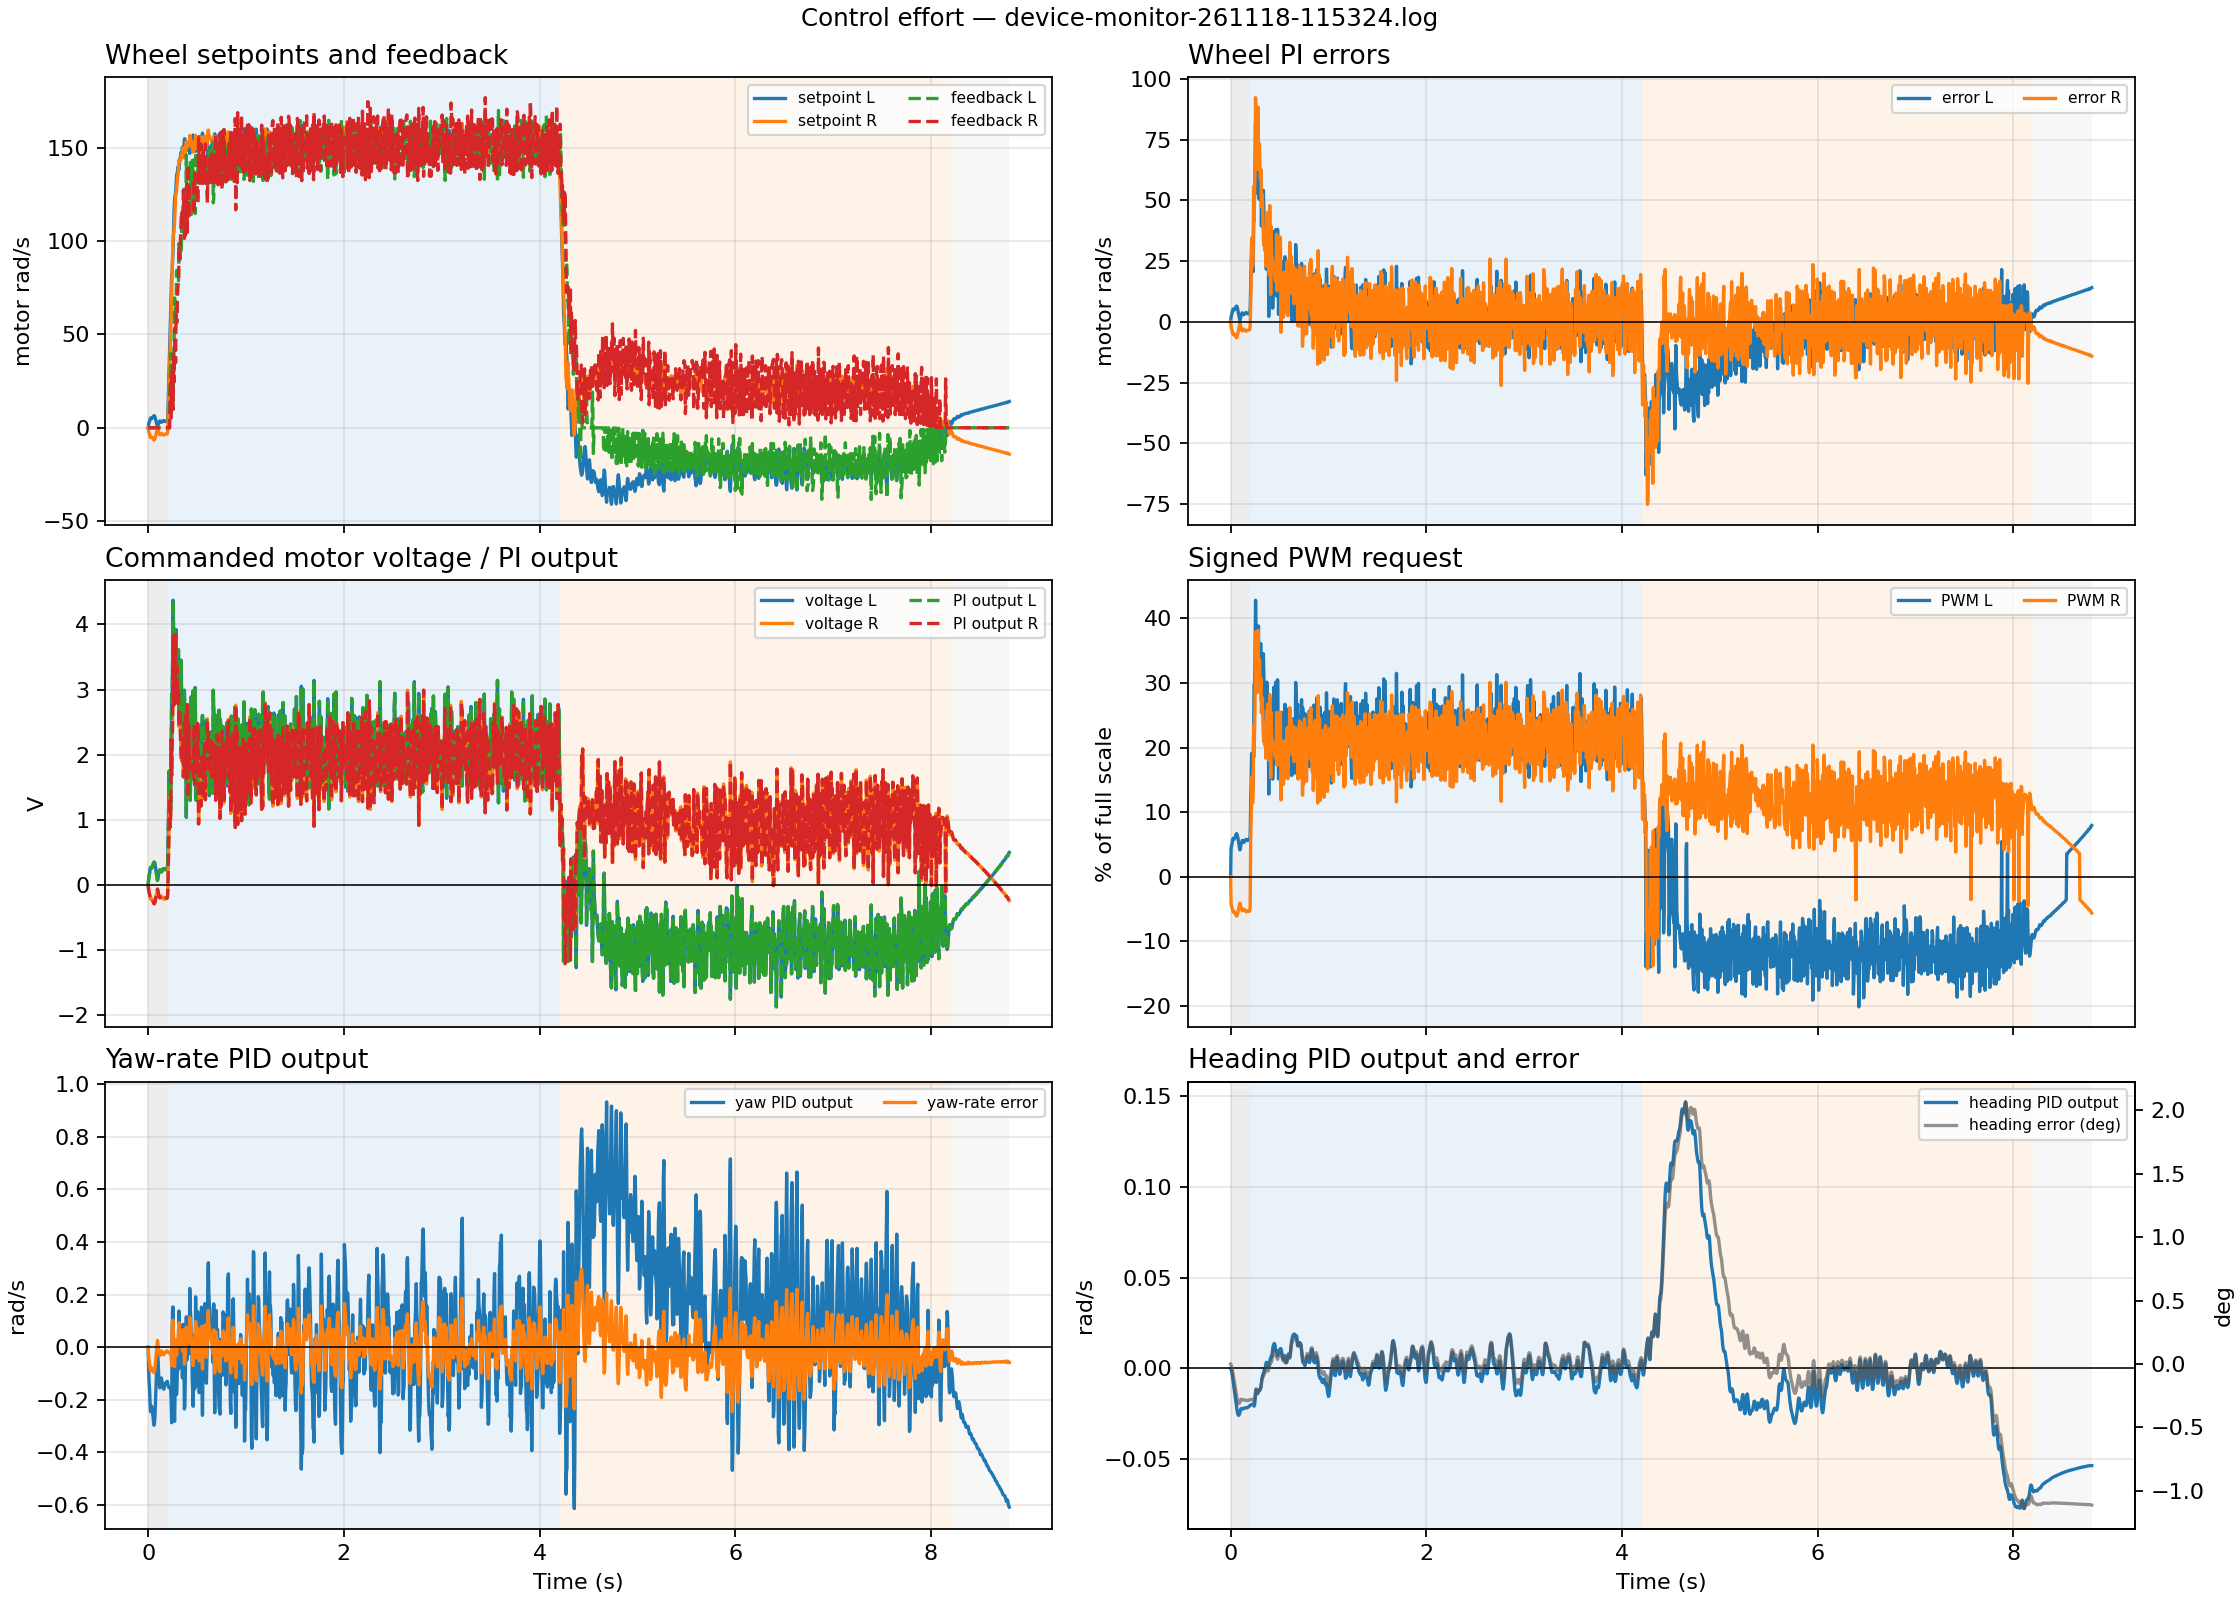 Control effort — device-monitor-261118-115324.log
Wheel setpoints and feedback
setpoint L
setpoint R
feedback L
feedback R
motor rad/s
150
100
50
0
−50
Wheel PI errors
error L
error R
motor rad/s
100
75
50
25
0
−25
−50
−75
Commanded motor voltage / PI output
voltage L
voltage R
PI output L
PI output R
V
4
3
2
1
0
−1
−2
Signed PWM request
PWM L
PWM R
% of full scale
40
30
20
10
0
−10
−20
Yaw-rate PID output
yaw PID output
yaw-rate error
rad/s
1.0
0.8
0.6
0.4
0.2
0.0
−0.2
−0.4
−0.6
0
2
4
6
8
Time (s)
Heading PID output and error
heading PID output
heading error (deg)
rad/s
0.15
0.10
0.05
0.00
−0.05
2.0
1.5
1.0
0.5
0.0
−0.5
−1.0
deg
0
2
4
6
8
Time (s)